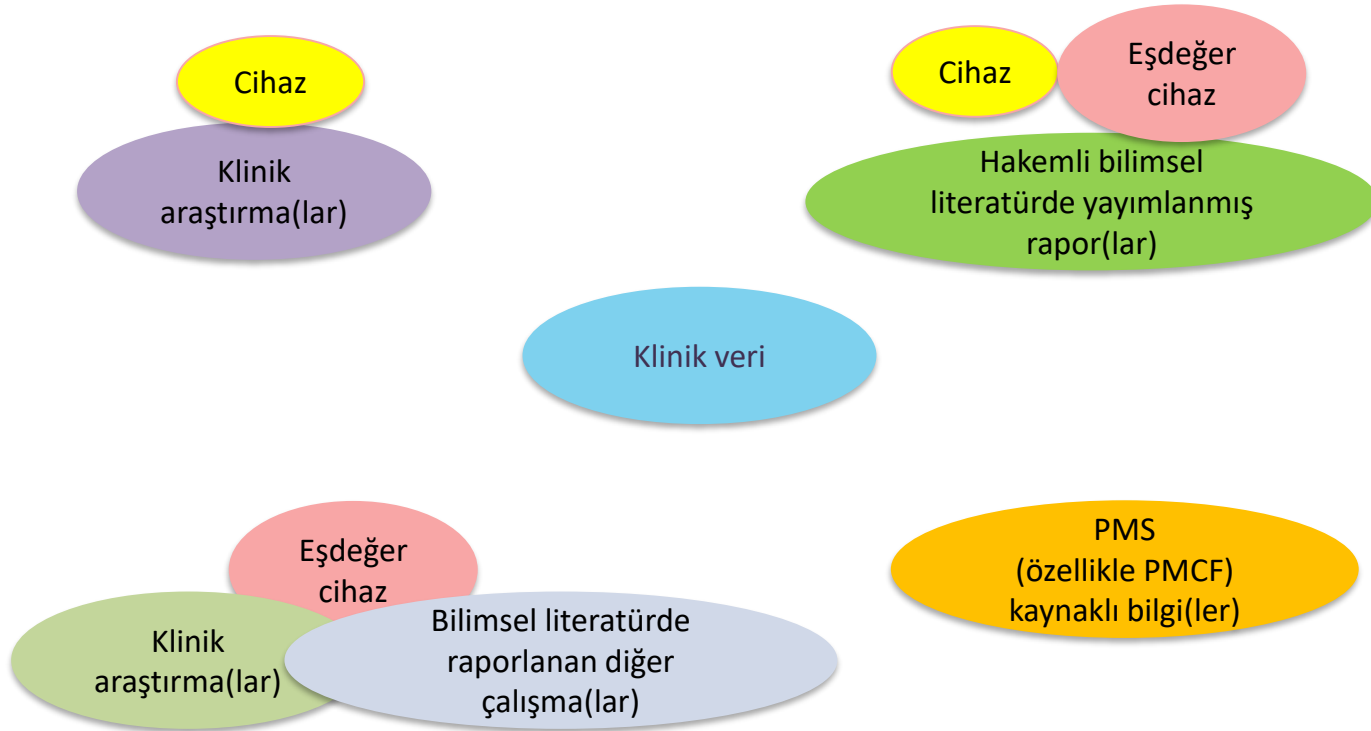 Cihaz
Klinik
araştırma(lar)
Cihaz
Eşdeğer
cihaz
Hakemli bilimsel
literatürde yayımlanmış
rapor(lar)
Klinik veri
Eşdeğer
cihaz
Klinik
araştırma(lar)
Bilimsel literatürde
raporlanan diğer
çalışma(lar)
PMS
(özellikle PMCF)
kaynaklı bilgi(ler)